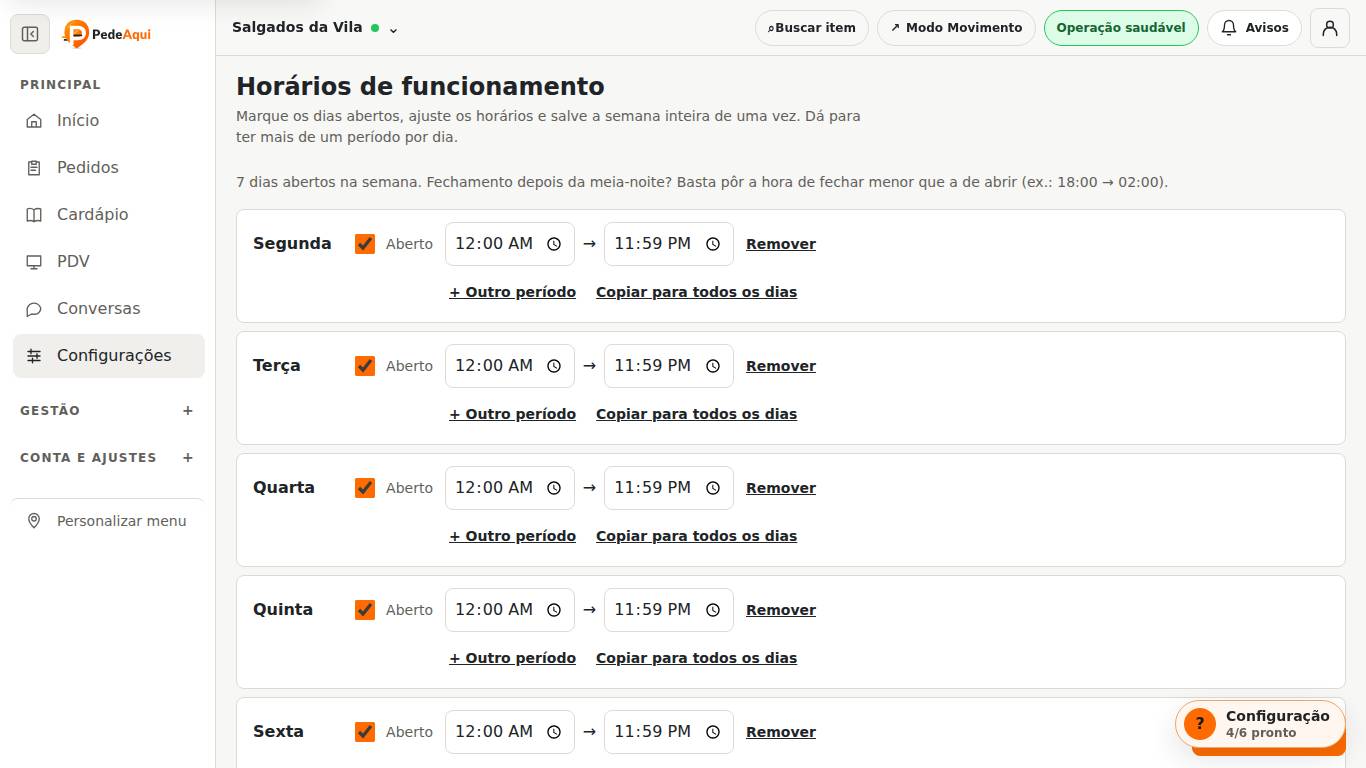 PedeAqui
Salgados da Vila
Buscar item
↗ Modo Movimento
Operação saudável
Avisos
PRINCIPAL
Início
Pedidos
Cardápio
PDV
Conversas
Configurações
GESTÃO +
CONTA E AJUSTES +
Personalizar menu
Horários de funcionamento
Marque os dias abertos, ajuste os horários e salve a semana inteira de uma vez. Dá para
ter mais de um período por dia.
7 dias abertos na semana. Fechamento depois da meia-noite? Basta pôr a hora de fechar menor que a de abrir (ex.: 18:00 → 02:00).
Segunda Aberto 12:00 AM → 11:59 PM Remover
+ Outro período Copiar para todos os dias
Terça Aberto 12:00 AM → 11:59 PM Remover
+ Outro período Copiar para todos os dias
Quarta Aberto 12:00 AM → 11:59 PM Remover
+ Outro período Copiar para todos os dias
Quinta Aberto 12:00 AM → 11:59 PM Remover
+ Outro período Copiar para todos os dias
Sexta Aberto 12:00 AM → 11:59 PM Remover
? Configuração
4/6 pronto